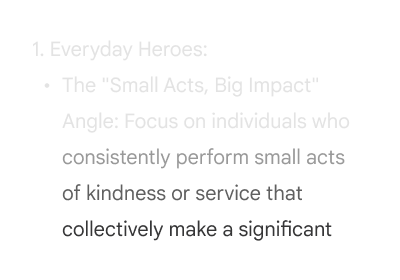 1. Everyday Heroes:
• The "Small Acts, Big Impact"
Angle: Focus on individuals who
consistently perform small acts
of kindness or service that
collectively make a significant